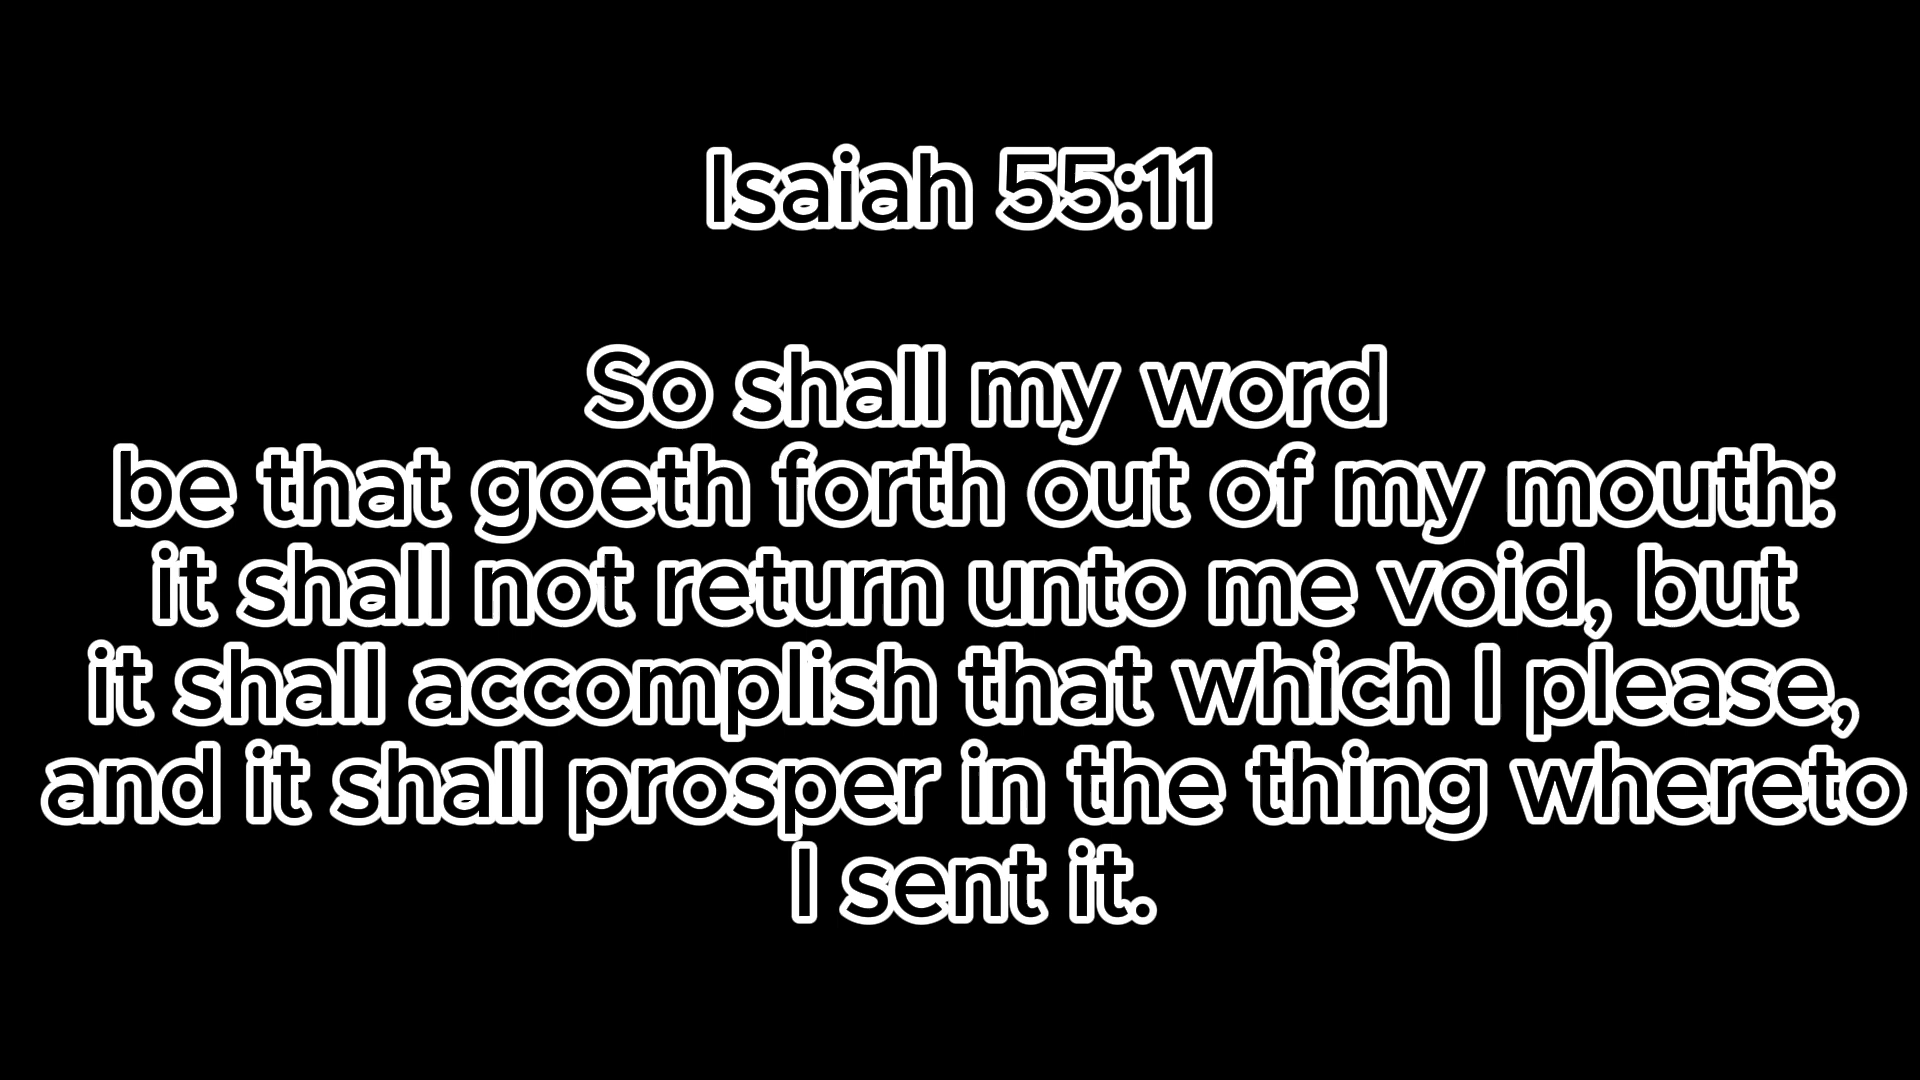 Isaiah 55:11
So shall my word
be that goeth forth out of my mouth:
it shall not return unto me void, but
it shall accomplish that which I please,
and it shall prosper in the thing whereto
I sent it.